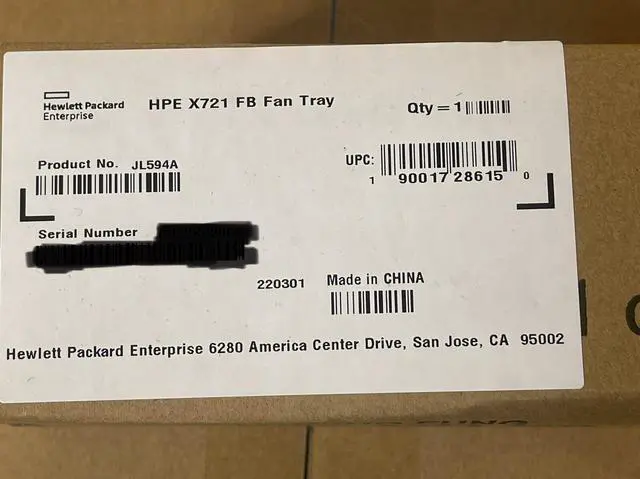 Hewlett Packard
Enterprise
HPE X721 FB Fan Tray
Qty = 1
Product No. JL594A
UPC:
1 90017 28615 0
Serial Number
220301
Made in CHINA
Hewlett Packard Enterprise 6280 America Center Drive, San Jose, CA 95002